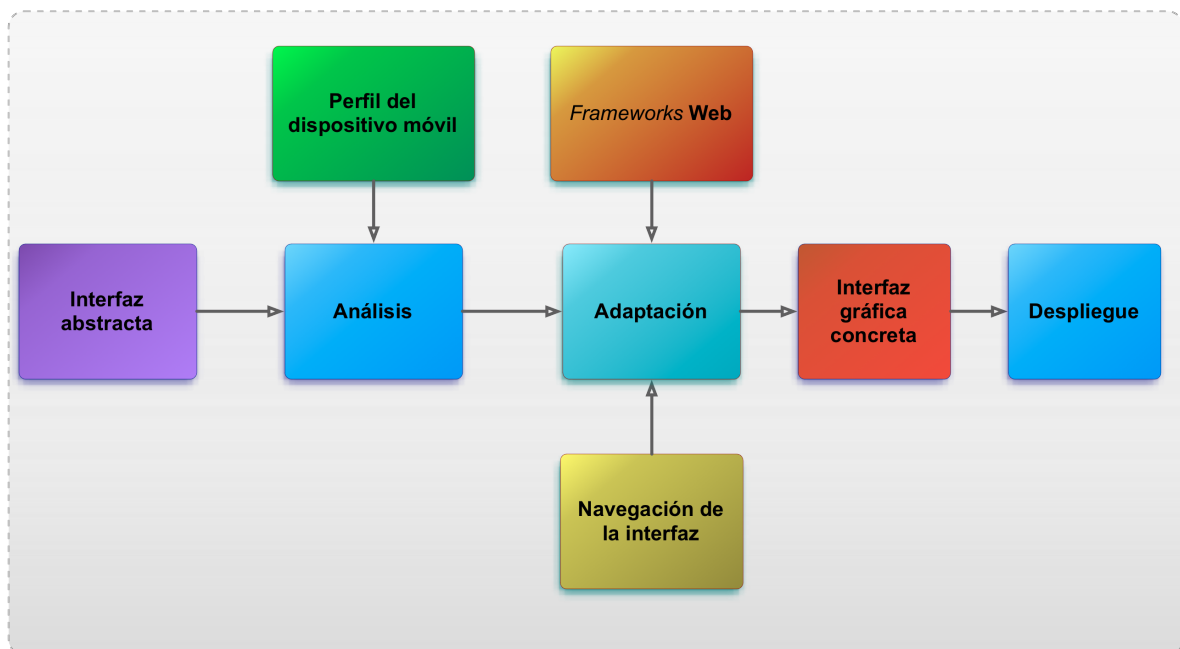 Perfil del
dispositivo móvil
Frameworks Web
Interfaz
abstracta
Análisis
Adaptación
Interfaz
gráfica
concreta
Despliegue
Navegación de
la interfaz